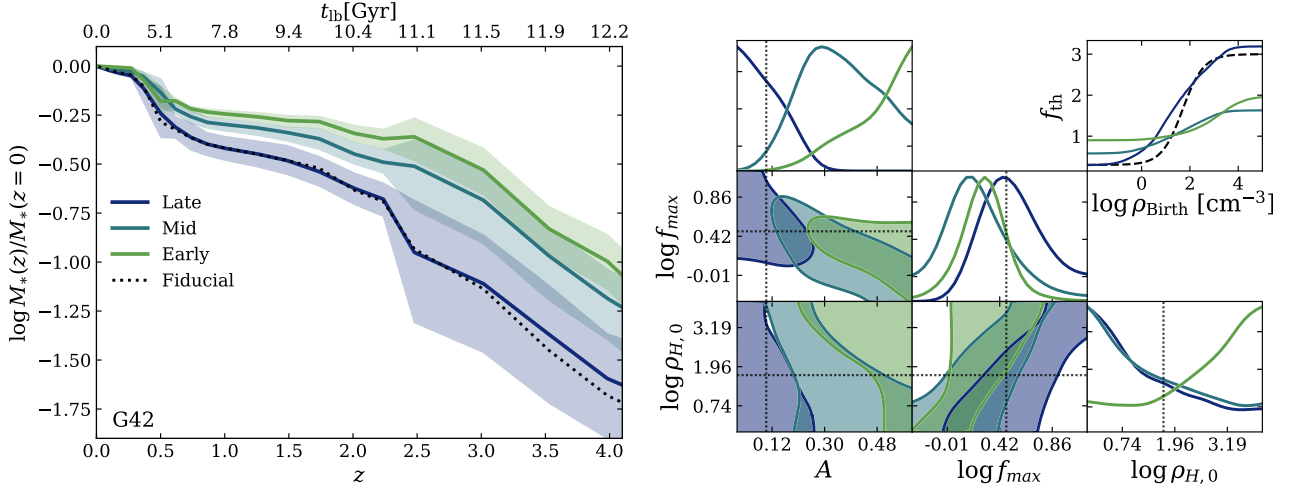 t_lb[Gyr]
0.0 5.1 7.8 9.4 10.4 11.1 11.5 11.9 12.2
0.00
−0.25
−0.50
−0.75
−1.00
−1.25
−1.50
−1.75
log M_*(z)/M_*(z = 0)
Late
Mid
Early
Fiducial
G42
0.0 0.5 1.0 1.5 2.0 2.5 3.0 3.5 4.0
z
3
2
1
f_th
0 2 4
log ρ_Birth [cm⁻³]
0.86
0.42
-0.01
log f_max
3.19
1.96
0.74
log ρ_H,0
0.12 0.30 0.48
A
-0.01 0.42 0.86
log f_max
0.74 1.96 3.19
log ρ_H,0